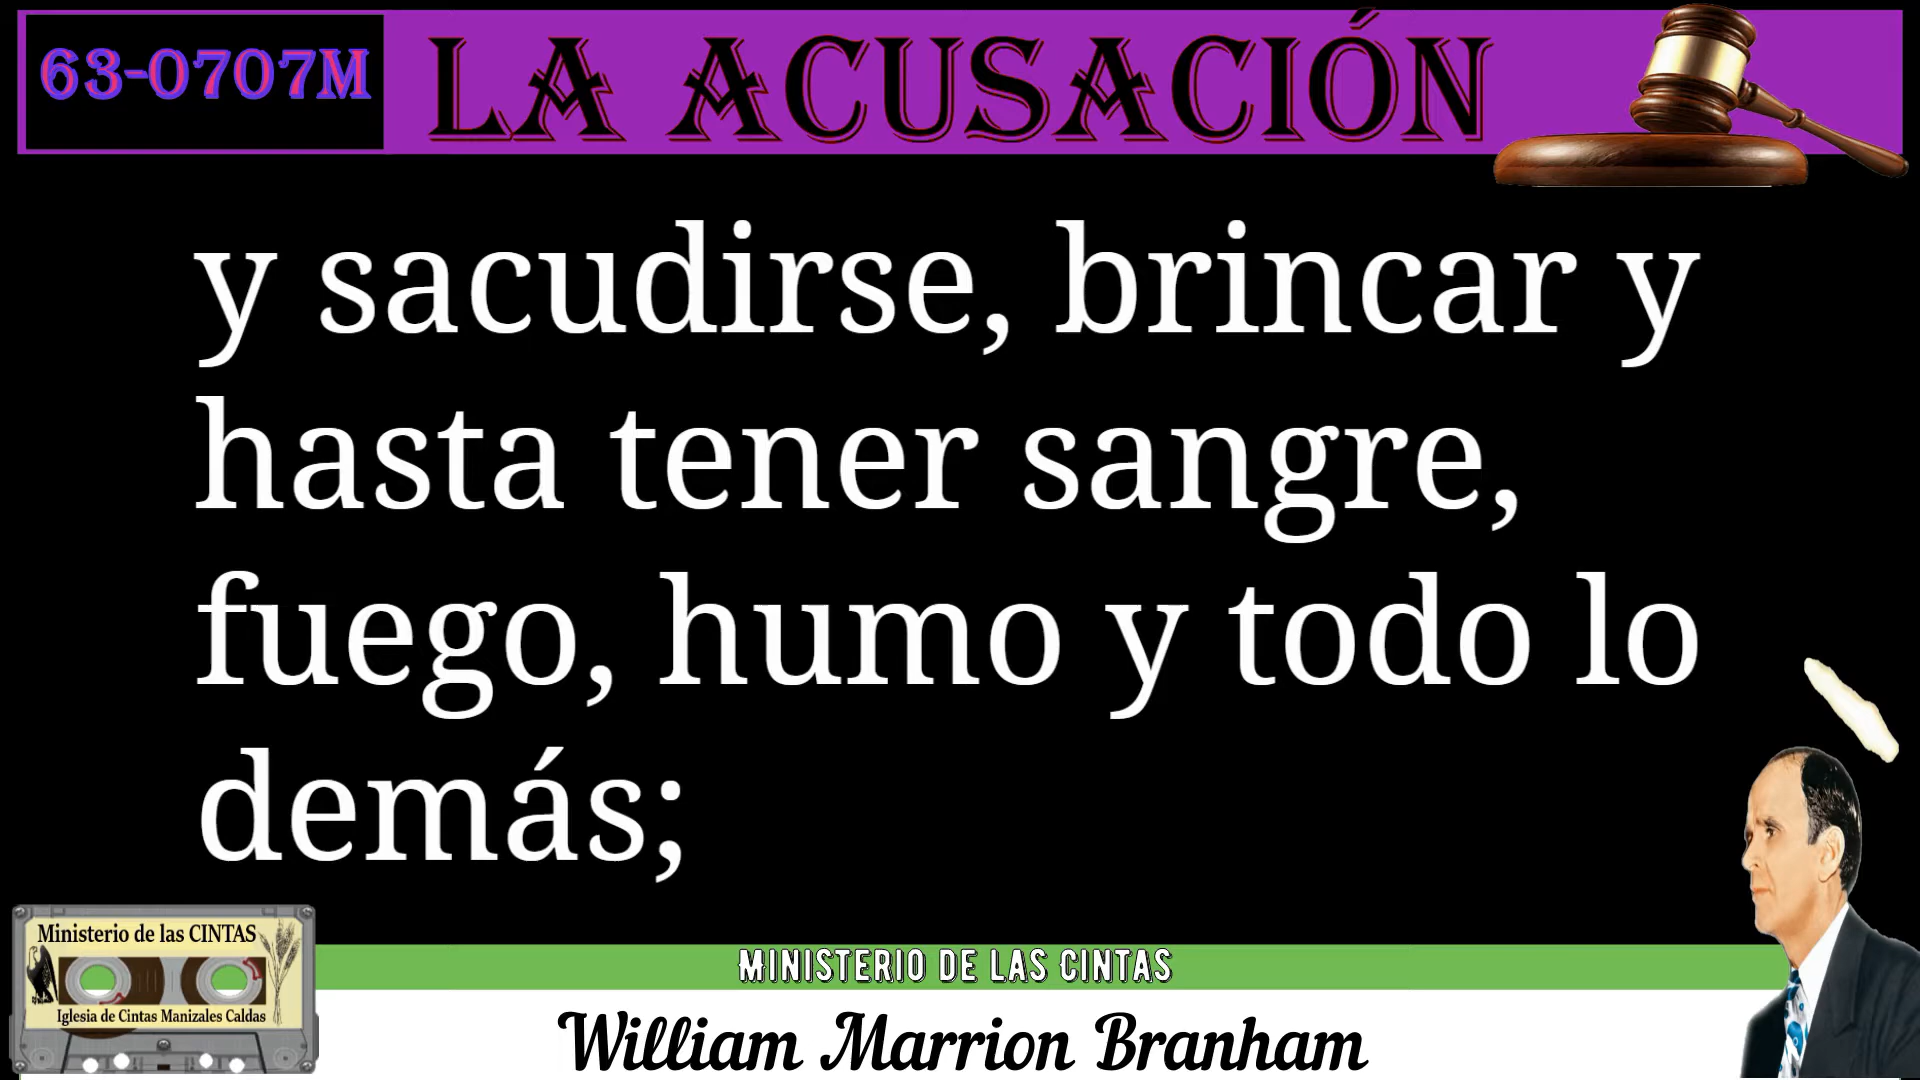 63-0707M
LA ACUSACIÓN
y sacudirse, brincar y
hasta tener sangre,
fuego, humo y todo lo
demás;
Ministerio de las CINTAS
Iglesia de Cintas Manizales Caldas
MINISTERIO DE LAS CINTAS
William Marrion Branham